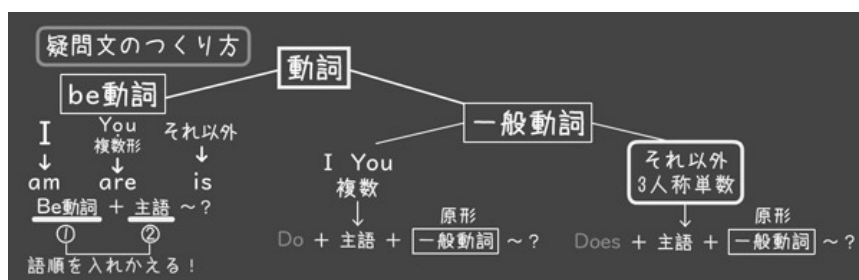 疑問文のつくり方
動詞
be動詞
一般動詞
I
You
複数形
それ以外
↓ ↓ ↓
am are is
Be動詞 + 主語 ~?
① ②
語順を入れかえる!
I You
複数
↓
原形
Do + 主語 + 一般動詞 ~?
それ以外
3人称単数
↓
原形
Does + 主語 + 一般動詞 ~?